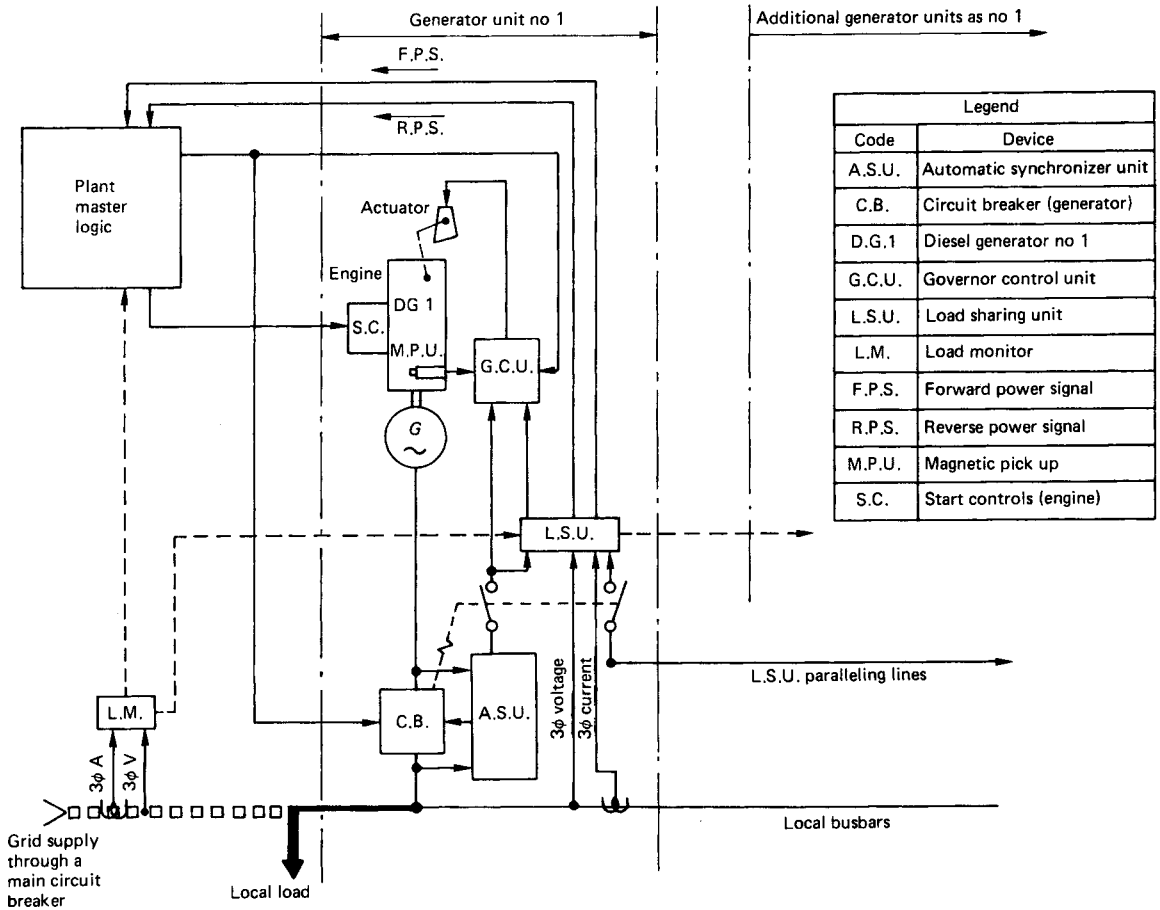 Generator unit no 1
Additional generator units as no 1
F.P.S.
R.P.S.
Plant
master
logic
Actuator
Engine
DG 1
S.C.
M.P.U.
G.C.U.
G
L.S.U.
L.M.
C.B.
A.S.U.
3φ voltage
3φ current
L.S.U. paralleling lines
3φ A
3φ V
Grid supply
through a
main circuit
breaker
Local load
Local busbars
Legend
Code Device
A.S.U. Automatic synchronizer unit
C.B. Circuit breaker (generator)
D.G.1 Diesel generator no 1
G.C.U. Governor control unit
L.S.U. Load sharing unit
L.M. Load monitor
F.P.S. Forward power signal
R.P.S. Reverse power signal
M.P.U. Magnetic pick up
S.C. Start controls (engine)